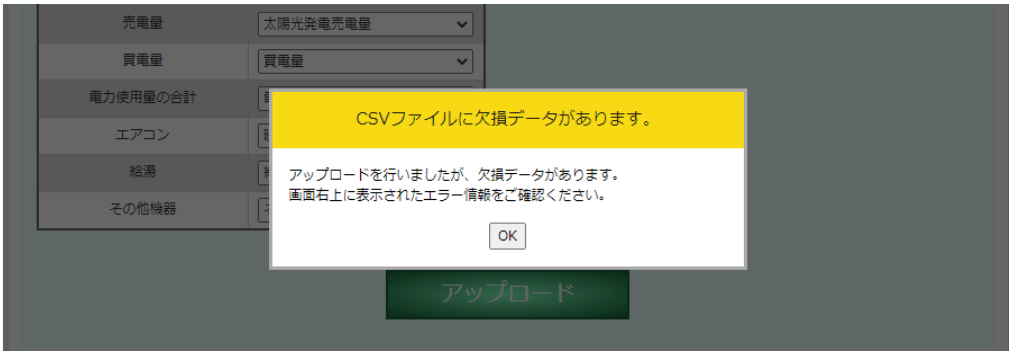 売電量 太陽光発電売電量
買電量 買電量
電力使用量の合計
CSVファイルに欠損データがあります。
エアコン
給湯
アップロードを行いましたが、欠損データがあります。
画面右上に表示されたエラー情報をご確認ください。
その他機器
OK
アップロード